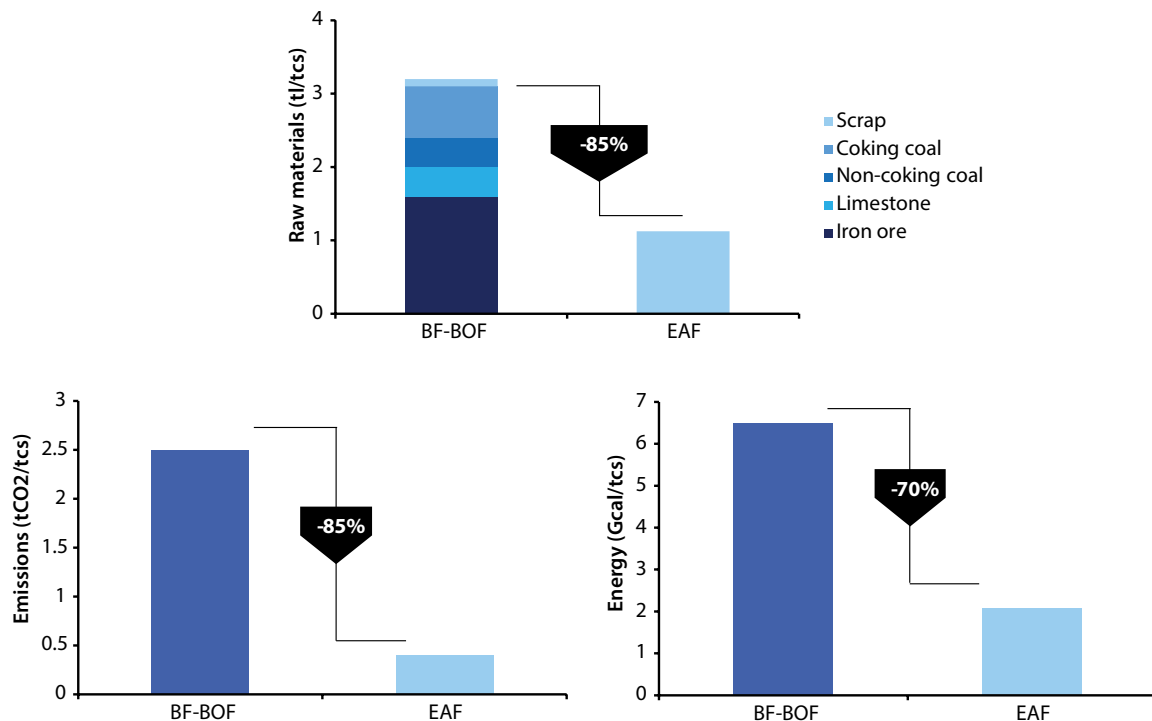 Raw materials (tl/tcs)
4
3
2
1
0
-85%
BF-BOF
EAF
Scrap
Coking coal
Non-coking coal
Limestone
Iron ore
Emissions (tCO2/tcs)
3
2.5
2
1.5
1
0.5
0
-85%
BF-BOF
EAF
Energy (Gcal/tcs)
7
6
5
4
3
2
1
0
-70%
BF-BOF
EAF